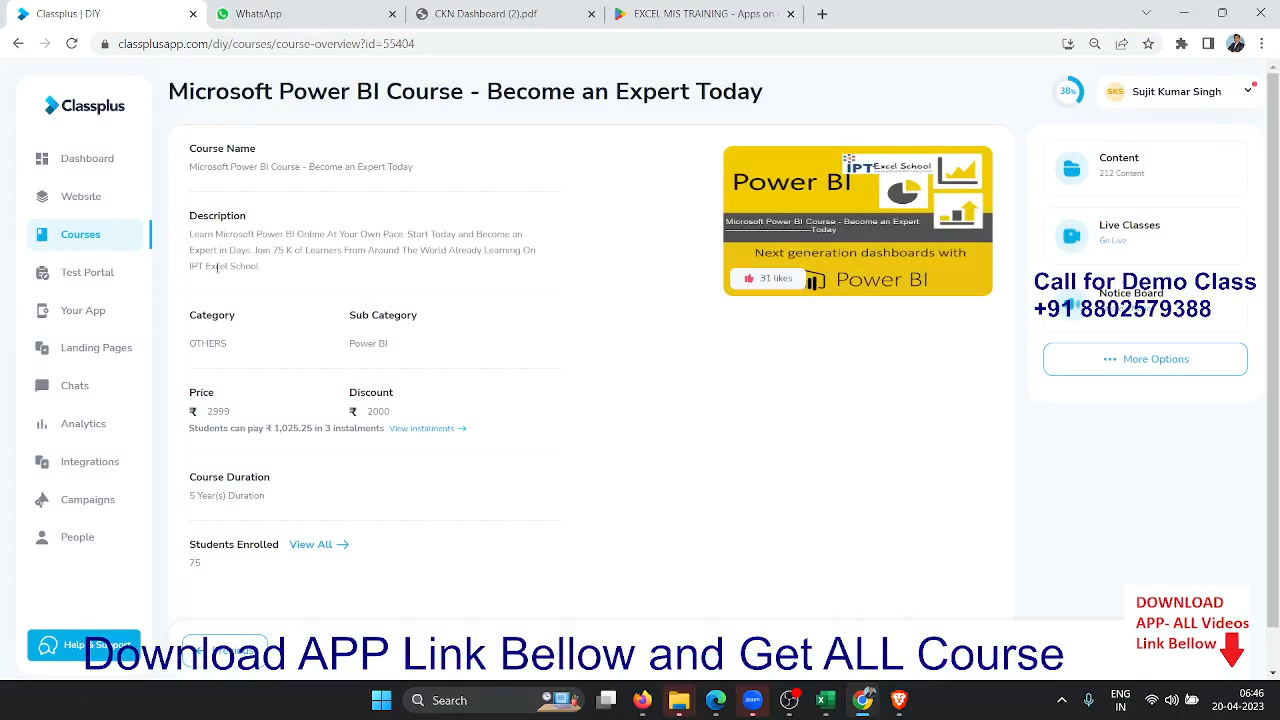 Classplus | DIY
WhatsApp
CKN Dashboard (2).pdf
EXCEL MIS TRAINING - Apps on
classplusapp.com/diy/courses/course-overview?id=55404
Classplus
Dashboard
Website
Courses
Test Portal
Your App
Landing Pages
Chats
Analytics
Integrations
Campaigns
People
Help & Support
Microsoft Power BI Course - Become an Expert Today
38%
SKS
Sujit Kumar Singh
Course Name
Microsoft Power BI Course - Become an Expert Today
Description
Learn Microsoft Power BI Online At Your Own Pace. Start Today and Become an
Expert in Days. Join 75 K of Learners From Around The World Already Learning On
IPT Excel School.
Category
Sub Category
OTHERS
Power BI
Price
Discount
₹ 2999
₹ 2000
Students can pay ₹ 1,025.25 in 3 instalments View Instalments →
Course Duration
5 Year(s) Duration
Students Enrolled View All →
75
IPT Excel School
Power BI
Microsoft Power BI Course - Become an Expert
Today
Next generation dashboards with
Power BI
31 likes
Content
212 Content
Live Classes
Go Live
Notice Board
Call for Demo Class
+91 8802579388
More Options
DOWNLOAD
APP- ALL Videos
Link Bellow
Download APP Link Bellow and Get ALL Course
Search
zoom
ENG
IN
06:46
20-04-2023